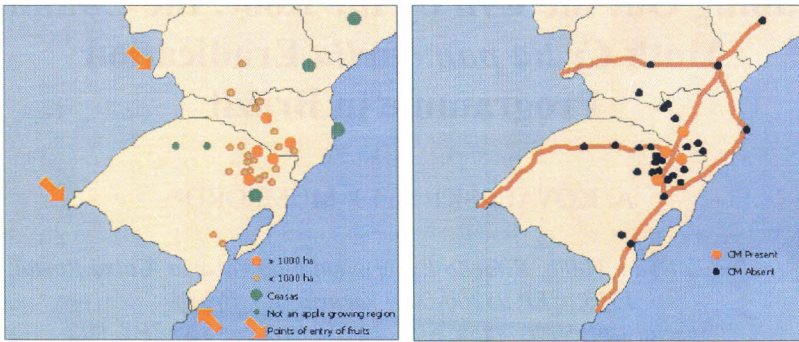 > 1000 ha
< 1000 ha
Ceasas
Not an apple growing region
Points of entry of fruits
CM Present
CM Absent